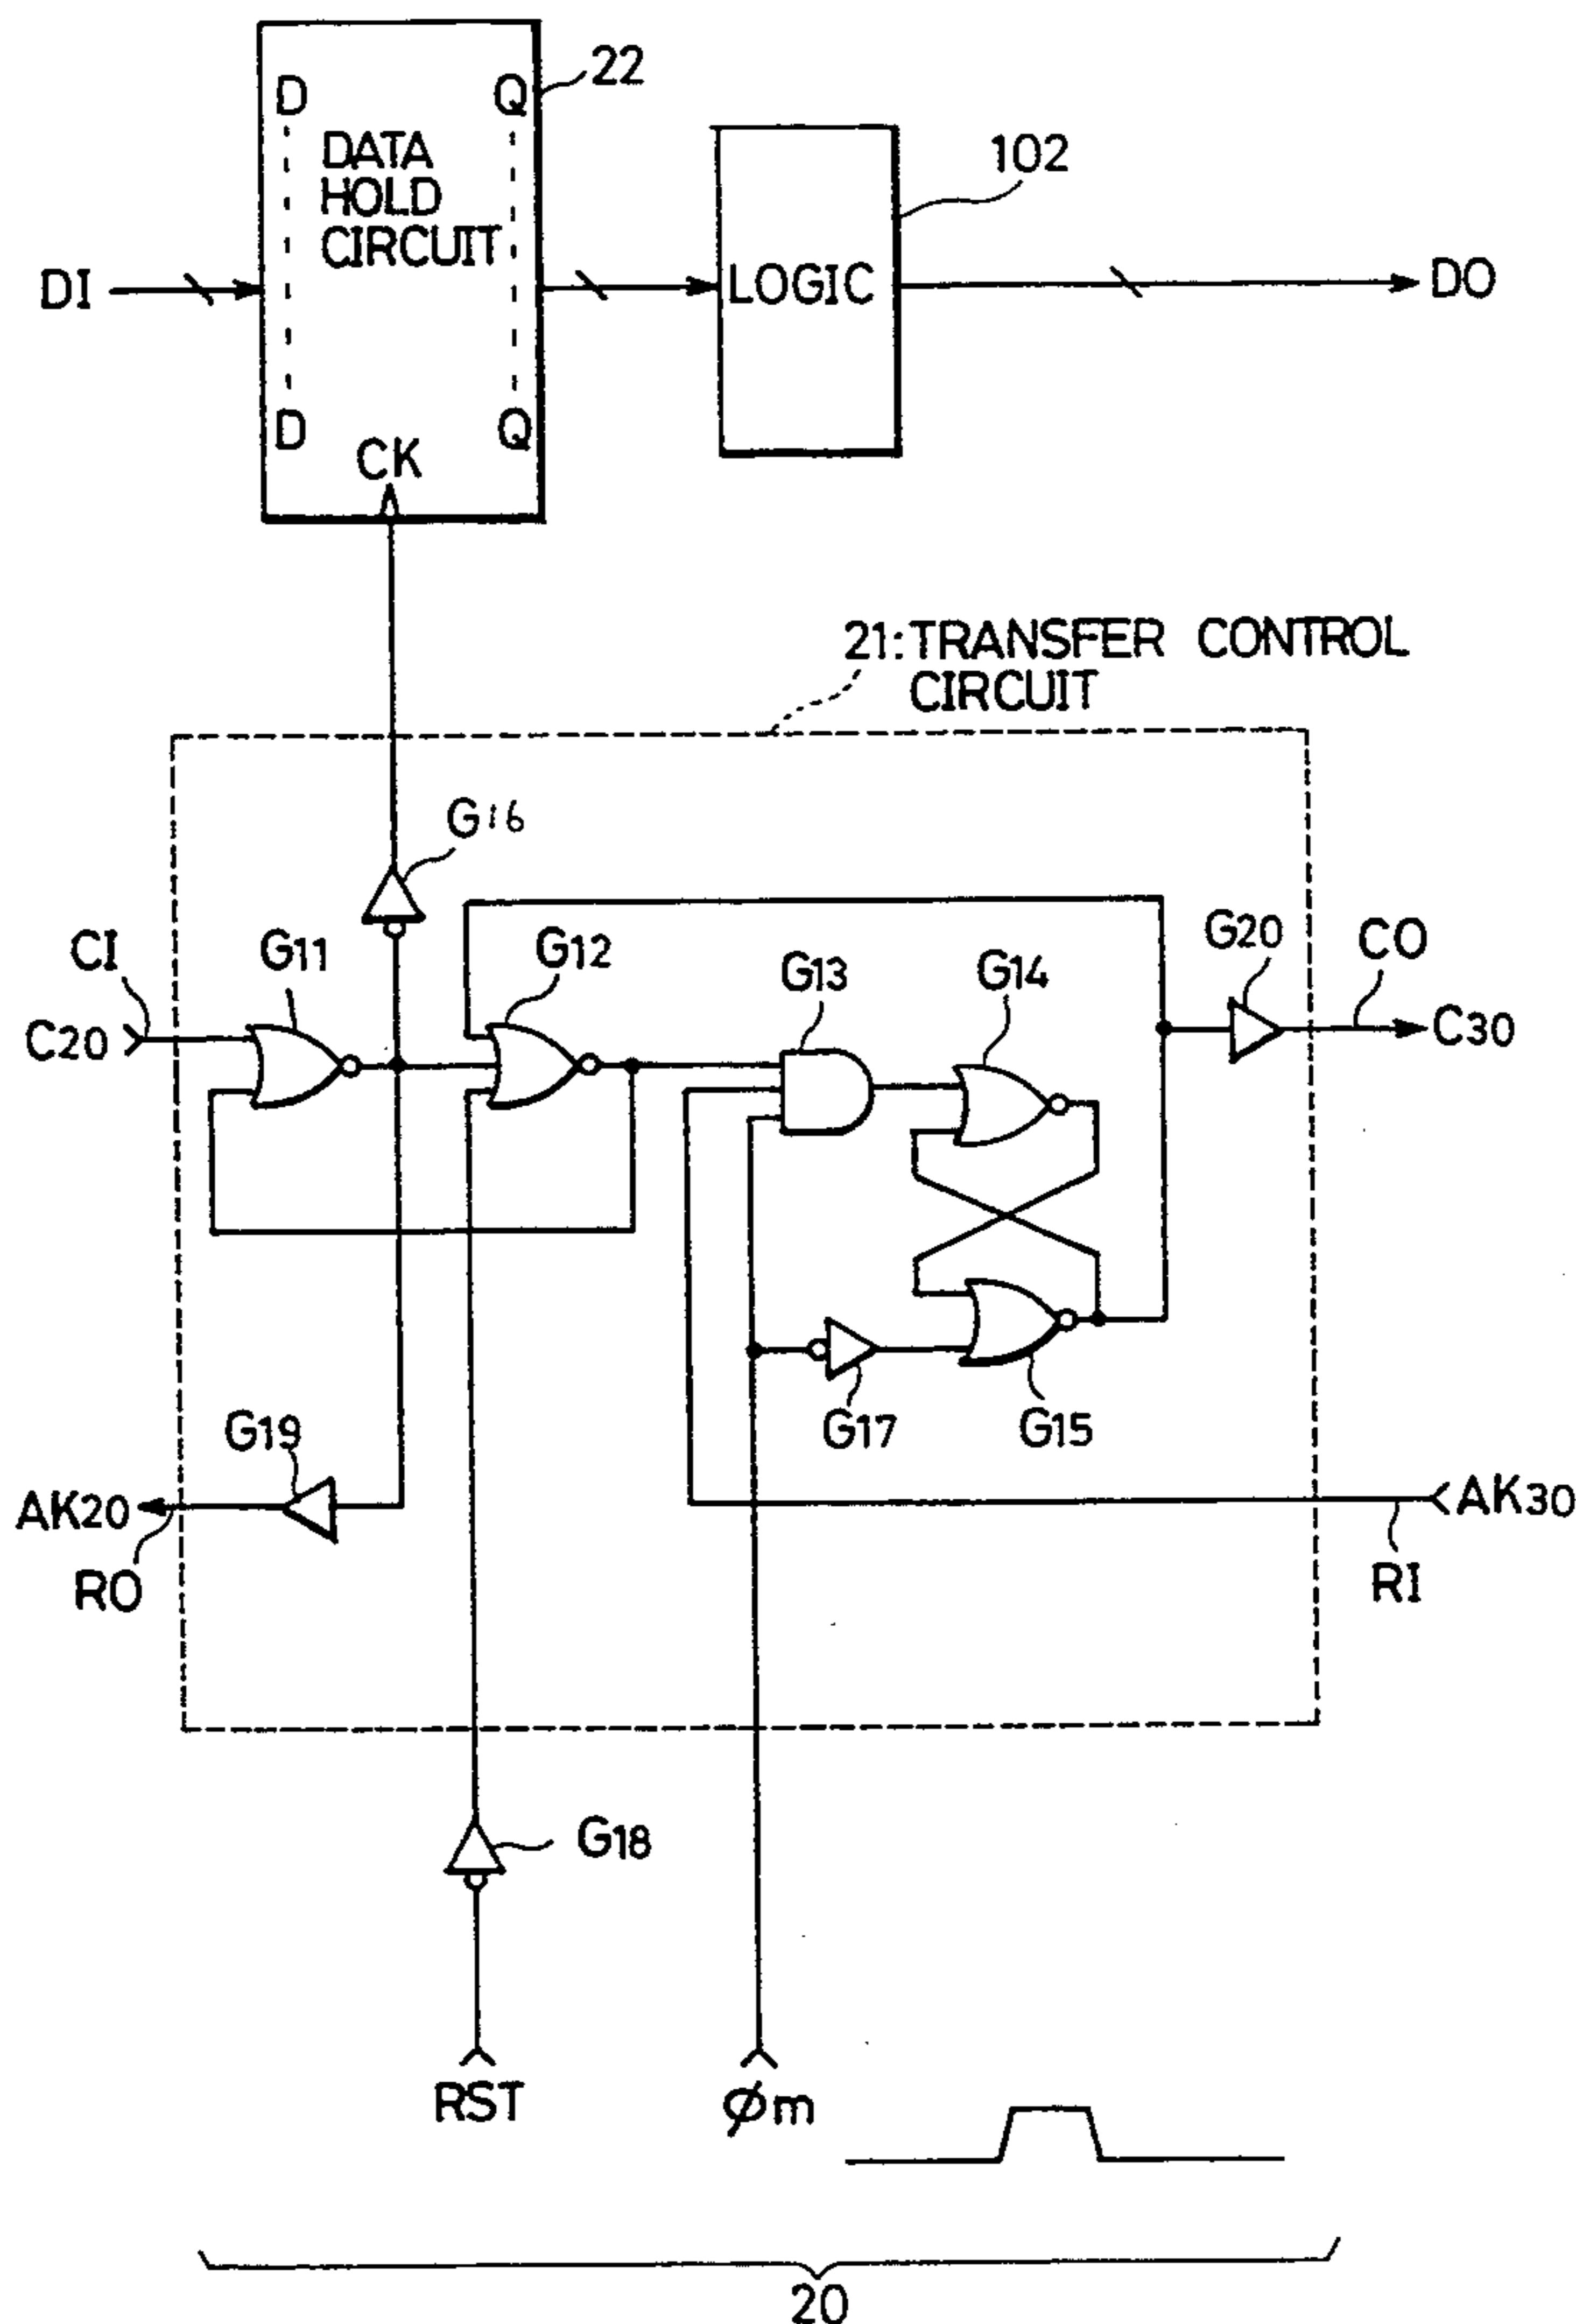 22
D Q
DATA
HOLD
CIRCUIT
102
DI
LOGIC
DO
D Q
CK
21:TRANSFER CONTROL
CIRCUIT
G16
CI
G11
G12
G13
G14
G20
CO
C20
C30
G19
G17
G15
AK20
AK30
RO
RI
G18
RST
φm
20